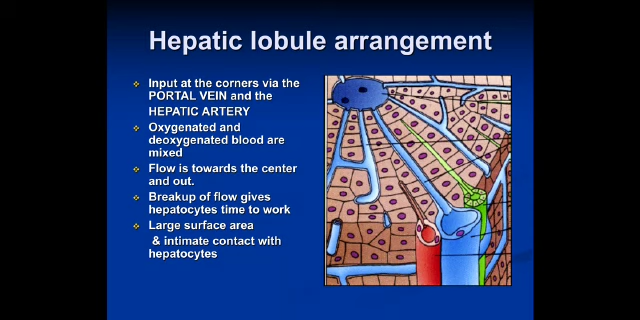 Hepatic lobule arrangement
Input at the corners via the
PORTAL VEIN and the
HEPATIC ARTERY
Oxygenated and
deoxygenated blood are
mixed
Flow is towards the center
and out.
Breakup of flow gives
hepatocytes time to work
Large surface area
& intimate contact with
hepatocytes